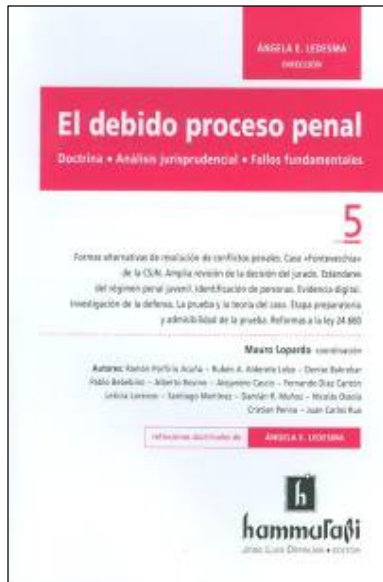 ÁNGELA E. LEDESMA
DIRECCIÓN
El debido proceso penal
Doctrina • Análisis jurisprudencial • Fallos fundamentales
5
Formas alternativas de resolución de conflictos penales. Caso «Fontevecchia»
de la CSJN. Amplia revisión de la decisión del jurado. Estándares
del régimen penal juvenil. Identificación de personas. Evidencia digital.
Investigación de la defensa. La prueba y la teoría del caso. Etapa preparatoria
y admisibilidad de la prueba. Reformas a la ley 24.660
Mauro Lopardo coordinación
Autores: Ramón Porfirio Acuña – Rubén A. Alderete Lobo – Denise Bakrokar
Pablo Bebebino – Alberto Bovino – Alejandro Cascio – Fernando Díaz Cantón
Leticia Lorenzo – Santiago Martínez – Damián R. Muñoz – Nicolás Ossola
Cristian Penna – Juan Carlos Rua
reflexiones doctrinales de ÁNGELA E. LEDESMA
h
hammurabi
JOSE LUIS DEPALMA • EDITOR